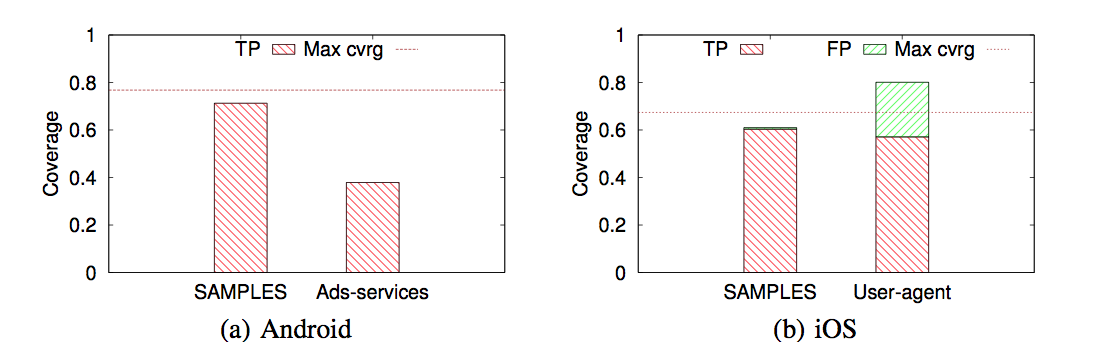 TP Max cvrg
1
0.8
0.6
0.4
0.2
0
Coverage
SAMPLES Ads-services
(a) Android
TP FP Max cvrg
1
0.8
0.6
0.4
0.2
0
Coverage
SAMPLES User-agent
(b) iOS